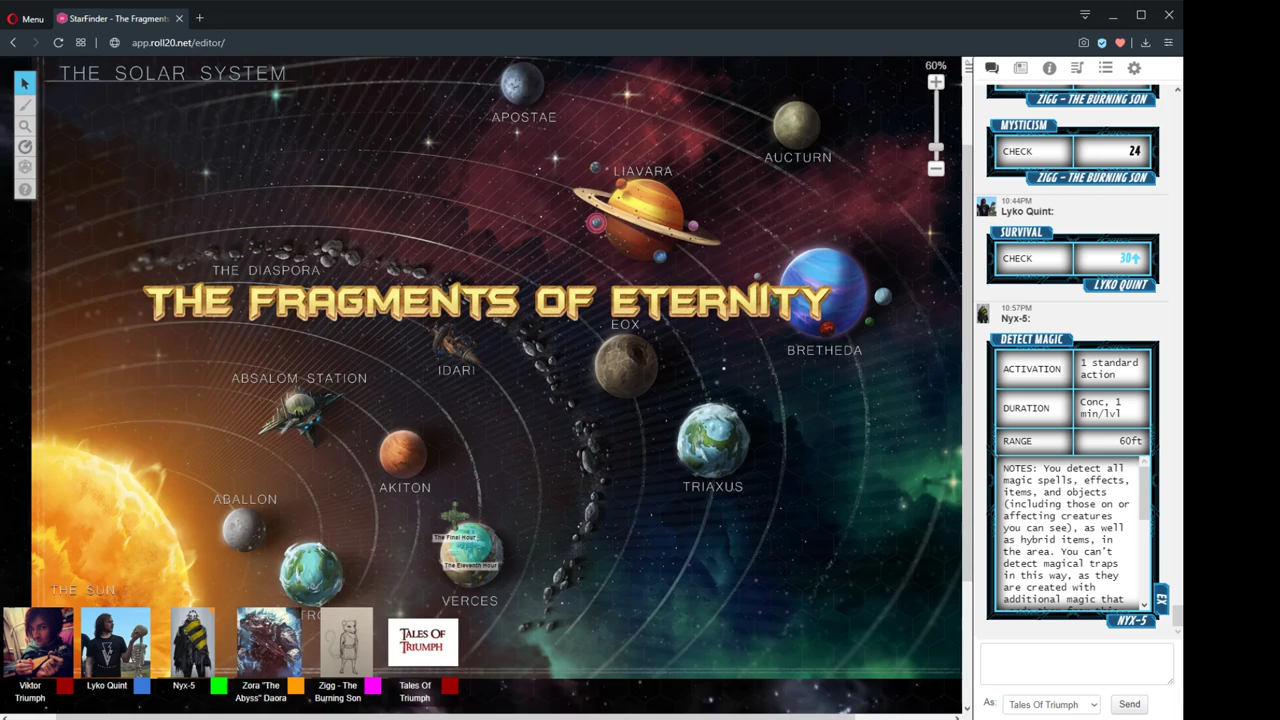 Menu
StarFinder - The Fragments
app.roll20.net/editor/
THE SOLAR SYSTEM
60%
APOSTAE
AUCTURN
LIAVARA
THE DIASPORA
THE FRAGMENTS OF ETERNITY
EOX
BRETHEDA
IDARI
ABSALOM STATION
AKITON
TRIAXUS
ABALLON
The Final Hour
The Eleventh Hour
THE SUN
VERCES
TALES OF
TRIUMPH
Viktor
Triumph
Lyko Quint
Nyx-5
Zora "The
Abyss" Daora
Zigg - The
Burning Son
Tales Of
Triumph
ZIGG - THE BURNING SON
MYSTICISM
CHECK 24
ZIGG - THE BURNING SON
10:44PM
Lyko Quint:
SURVIVAL
CHECK 30
LYKO QUINT
10:57PM
Nyx-5:
DETECT MAGIC
ACTIVATION 1 standard
action
DURATION Conc, 1
min/lvl
RANGE 60ft
NOTES: You detect all
magic spells, effects,
items, and objects
(including those on or
affecting creatures
you can see), as well
as hybrid items, in
the area. You can't
detect magical traps
in this way, as they
are created with
additional magic that
EX
NYX-5
As: Tales Of Triumph
Send